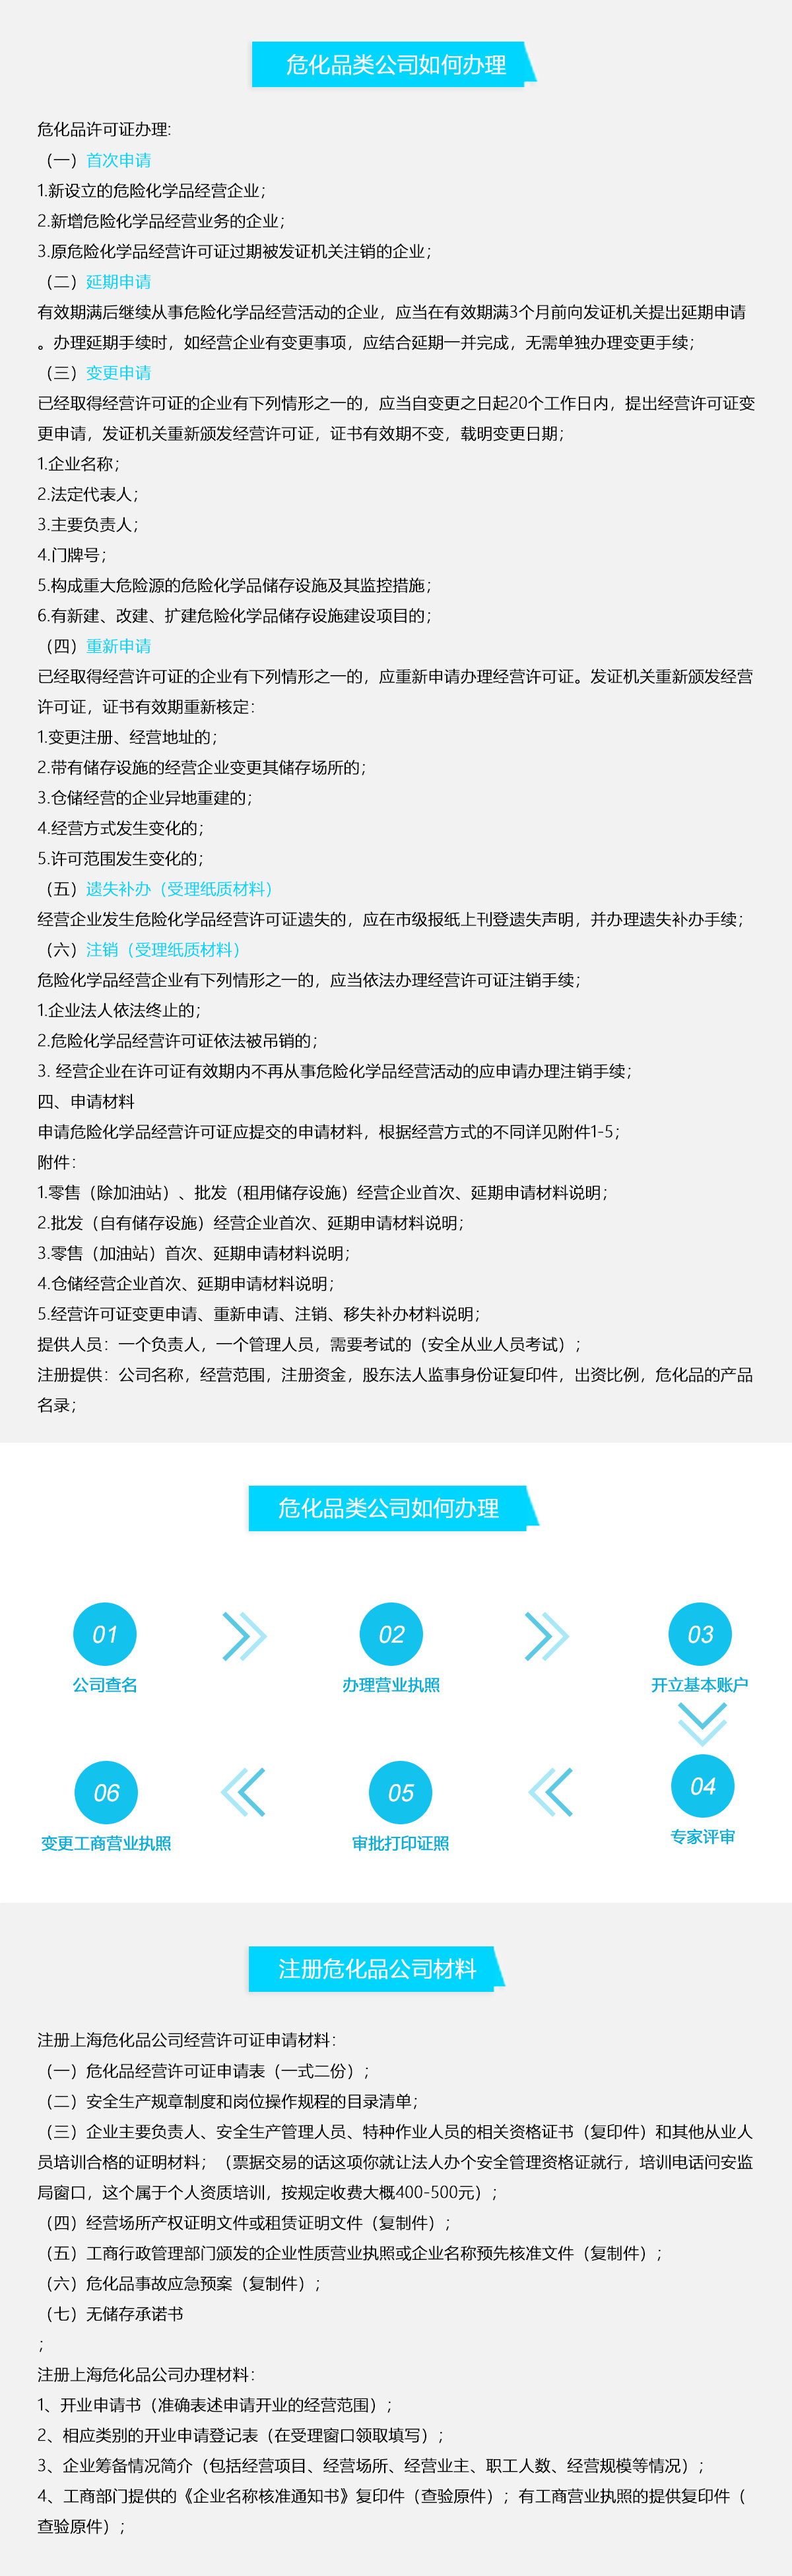 危化品类公司如何办理
危化品许可证办理:
（一）首次申请
1.新设立的危险化学品经营企业；
2.新增危险化学品经营业务的企业；
3.原危险化学品经营许可证过期被发证机关注销的企业；
（二）延期申请
有效期满后继续从事危险化学品经营活动的企业，应当在有效期满3个月前向发证机关提出延期申请
。办理延期手续时，如经营企业有变更事项，应结合延期一并完成，无需单独办理变更手续；
（三）变更申请
已经取得经营许可证的企业有下列情形之一的，应当自变更之日起20个工作日内，提出经营许可证变
更申请，发证机关重新颁发经营许可证，证书有效期不变，载明变更日期；
1.企业名称；
2.法定代表人；
3.主要负责人；
4.门牌号；
5.构成重大危险源的危险化学品储存设施及其监控措施；
6.有新建、改建、扩建危险化学品储存设施建设项目的；
（四）重新申请
已经取得经营许可证的企业有下列情形之一的，应重新申请办理经营许可证。发证机关重新颁发经营
许可证，证书有效期重新核定：
1.变更注册、经营地址的；
2.带有储存设施的经营企业变更其储存场所的；
3.仓储经营的企业异地重建的；
4.经营方式发生变化的；
5.许可范围发生变化的；
（五）遗失补办（受理纸质材料）
经营企业发生危险化学品经营许可证遗失的，应在市级报纸上刊登遗失声明，并办理遗失补办手续；
（六）注销（受理纸质材料）
危险化学品经营企业有下列情形之一的，应当依法办理经营许可证注销手续；
1.企业法人依法终止的；
2.危险化学品经营许可证依法被吊销的；
3. 经营企业在许可证有效期内不再从事危险化学品经营活动的应申请办理注销手续；
四、申请材料
申请危险化学品经营许可证应提交的申请材料，根据经营方式的不同详见附件1-5；
附件：
1.零售（除加油站）、批发（租用储存设施）经营企业首次、延期申请材料说明；
2.批发（自有储存设施）经营企业首次、延期申请材料说明；
3.零售（加油站）首次、延期申请材料说明；
4.仓储经营企业首次、延期申请材料说明；
5.经营许可证变更申请、重新申请、注销、移失补办材料说明；
提供人员：一个负责人，一个管理人员，需要考试的（安全从业人员考试）；
注册提供：公司名称，经营范围，注册资金，股东法人监事身份证复印件，出资比例，危化品的产品
名录；
危化品类公司如何办理
01
02
03
公司查名
办理营业执照
开立基本账户
06
05
04
变更工商营业执照
审批打印证照
专家评审
注册危化品公司材料
注册上海危化品公司经营许可证申请材料：
（一）危化品经营许可证申请表（一式二份）；
（二）安全生产规章制度和岗位操作规程的目录清单；
（三）企业主要负责人、安全生产管理人员、特种作业人员的相关资格证书（复印件）和其他从业人
员培训合格的证明材料；（票据交易的话这项你就让法人办个安全管理资格证就行，培训电话问安监
局窗口，这个属于个人资质培训，按规定收费大概400-500元）；
（四）经营场所产权证明文件或租赁证明文件（复制件）；
（五）工商行政管理部门颁发的企业性质营业执照或企业名称预先核准文件（复制件）；
（六）危化品事故应急预案（复制件）；
（七）无储存承诺书
；
注册上海危化品公司办理材料：
1、开业申请书（准确表述申请开业的经营范围）；
2、相应类别的开业申请登记表（在受理窗口领取填写）；
3、企业筹备情况简介（包括经营项目、经营场所、经营业主、职工人数、经营规模等情况）；
4、工商部门提供的《企业名称核准通知书》复印件（查验原件）；有工商营业执照的提供复印件（
查验原件）；